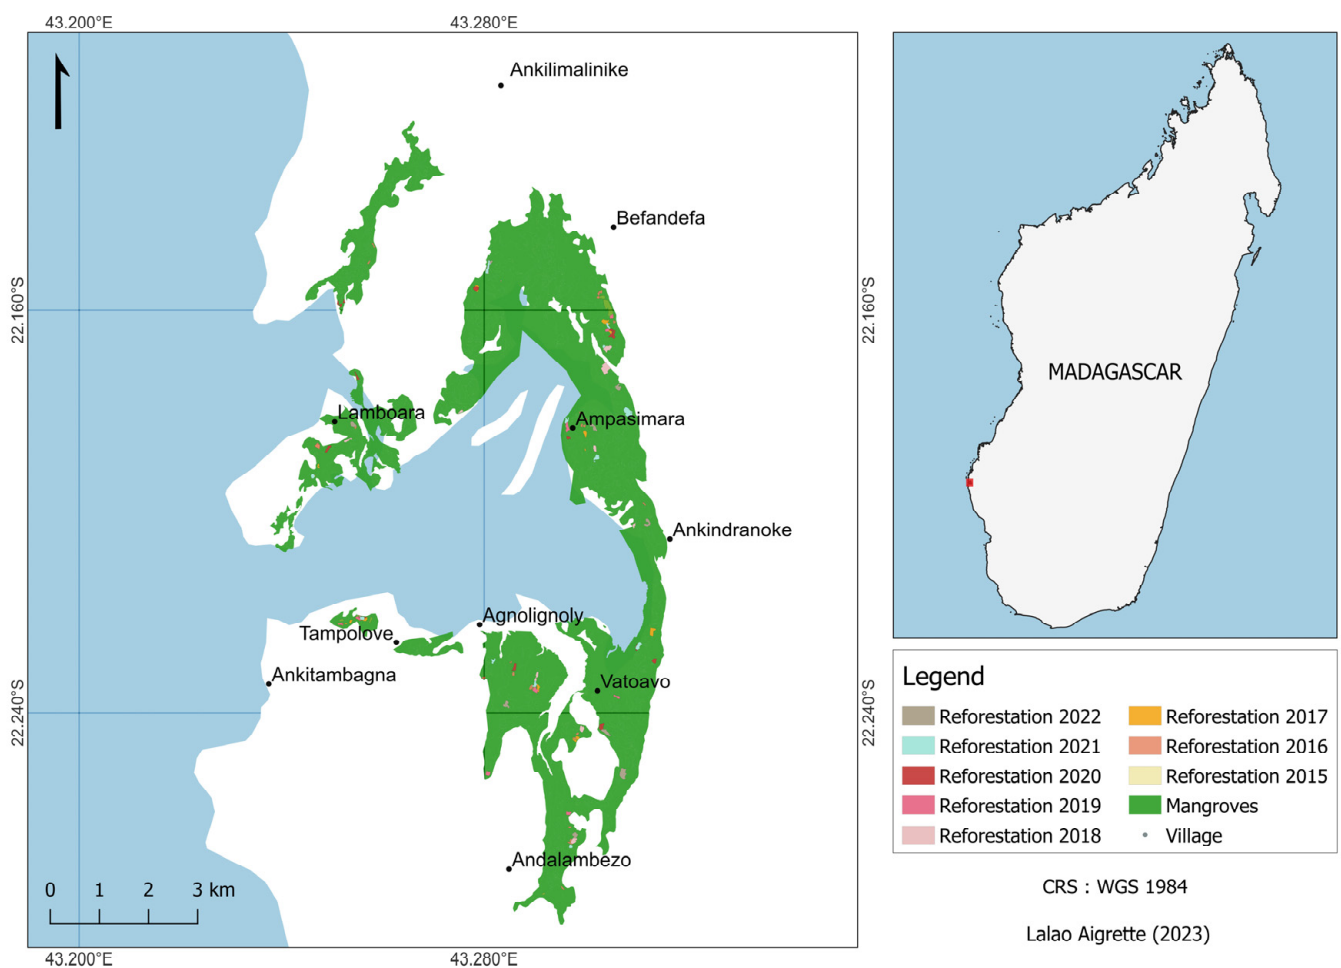 43.200°E 43.280°E
Ankilimalinike
Befandefa
22.160°S 22.160°S
MADAGASCAR
Lamboara
Ampasimara
Ankindranoke
Agnolignoly
Tampolove
Ankitambagna
Vatoavo
22.240°S 22.240°S
Andalambezo
0 1 2 3 km
43.200°E 43.280°E
Legend
Reforestation 2022
Reforestation 2021
Reforestation 2020
Reforestation 2019
Reforestation 2018
Reforestation 2017
Reforestation 2016
Reforestation 2015
Mangroves
Village
CRS : WGS 1984
Lalao Aigrette (2023)